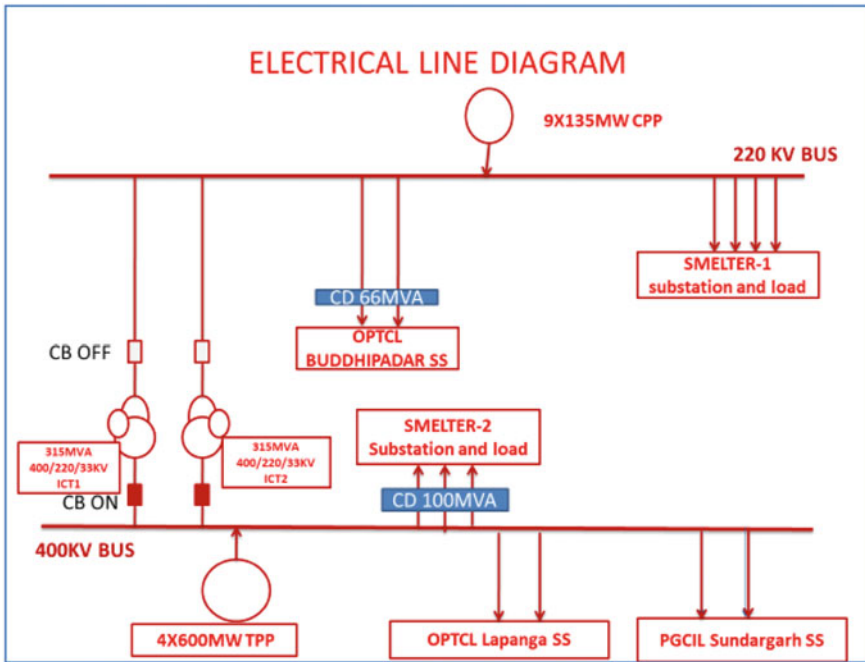 ELECTRICAL LINE DIAGRAM
9X135MW CPP
220 KV BUS
SMELTER-1
substation and load
CD 66MVA
OPTCL
BUDDHIPADAR SS
CB OFF
SMELTER-2
Substation and load
315MVA
400/220/33KV
ICT1
315MVA
400/220/33KV
ICT2
CB ON
CD 100MVA
400KV BUS
4X600MW TPP
OPTCL Lapanga SS
PGCIL Sundargarh SS